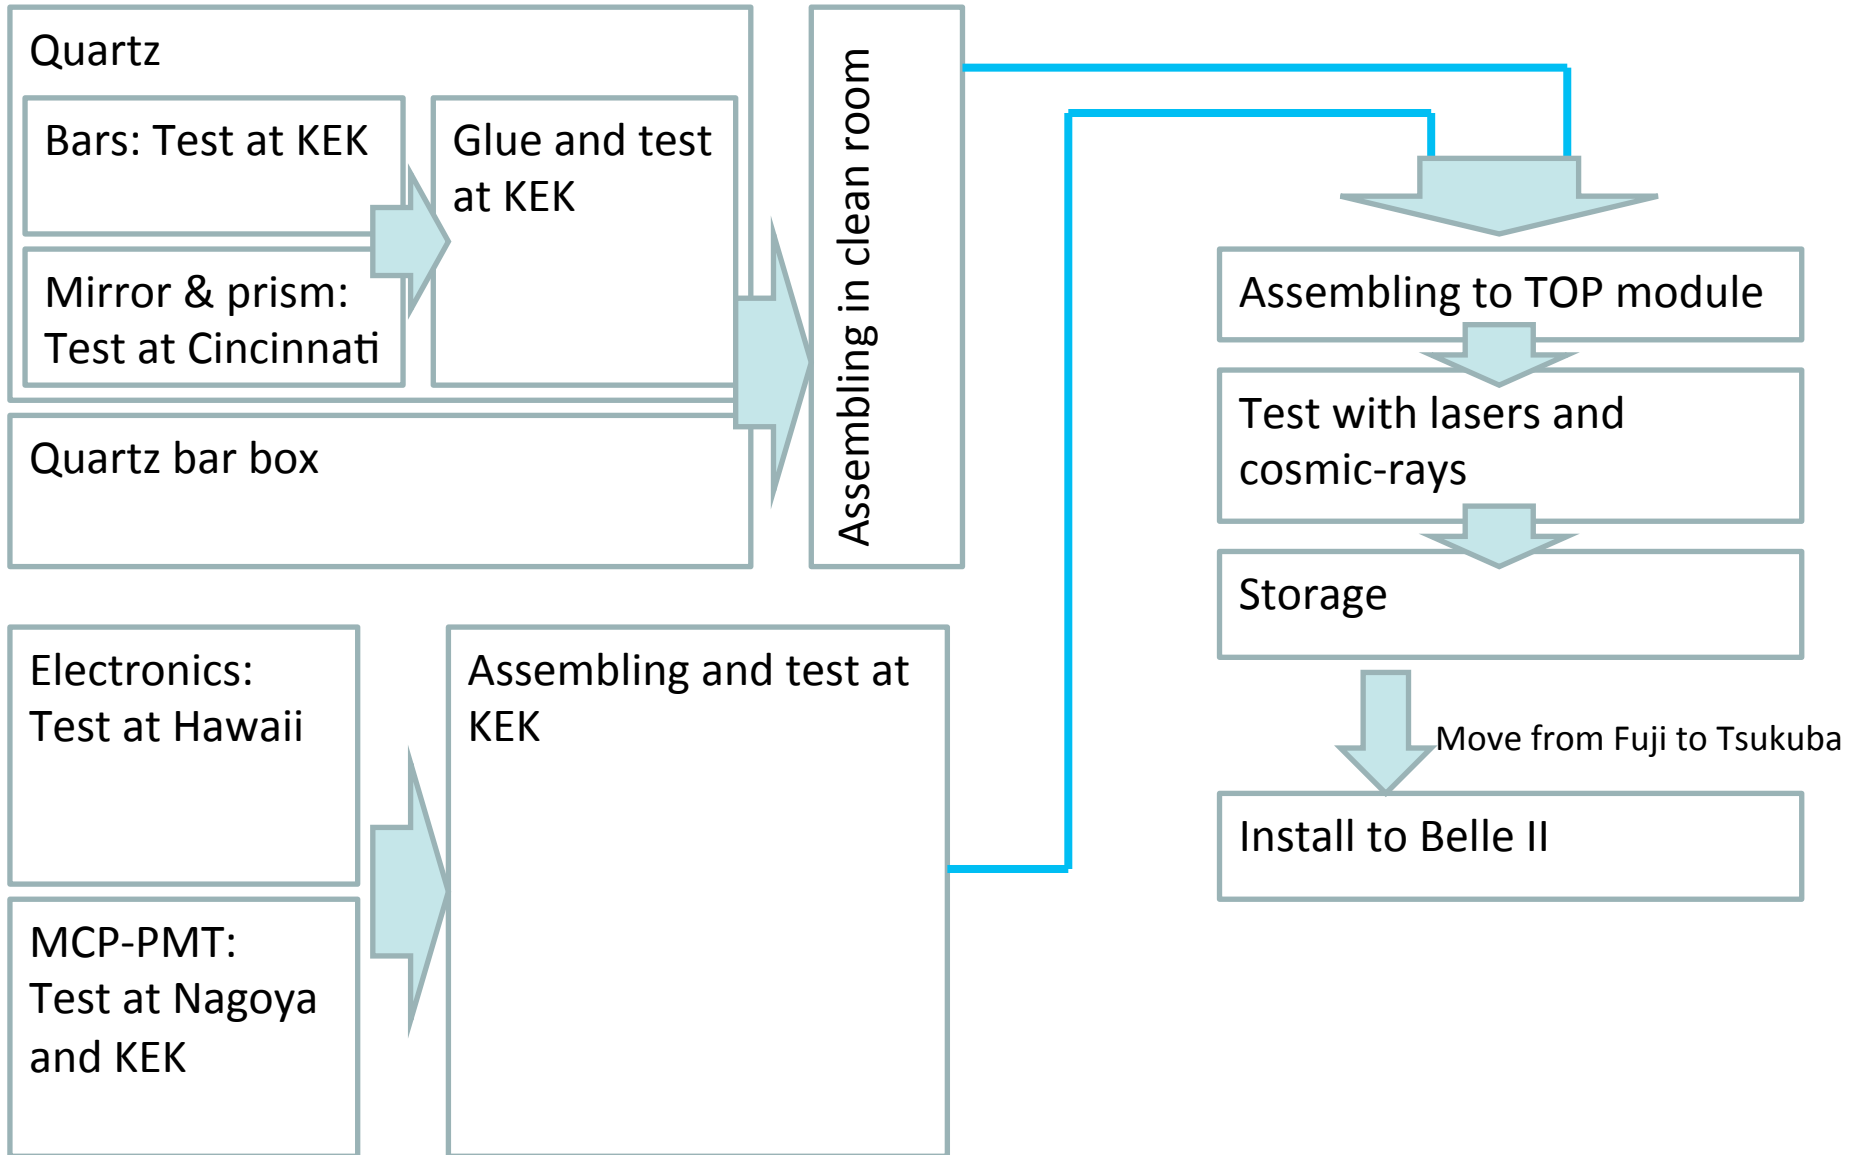 Quartz
Bars: Test at KEK
Mirror & prism:
Test at Cincinnati
Glue and test
at KEK
Quartz bar box
Assembling in clean room
Electronics:
Test at Hawaii
MCP-PMT:
Test at Nagoya
and KEK
Assembling and test at
KEK
Assembling to TOP module
Test with lasers and
cosmic-rays
Storage
Move from Fuji to Tsukuba
Install to Belle II